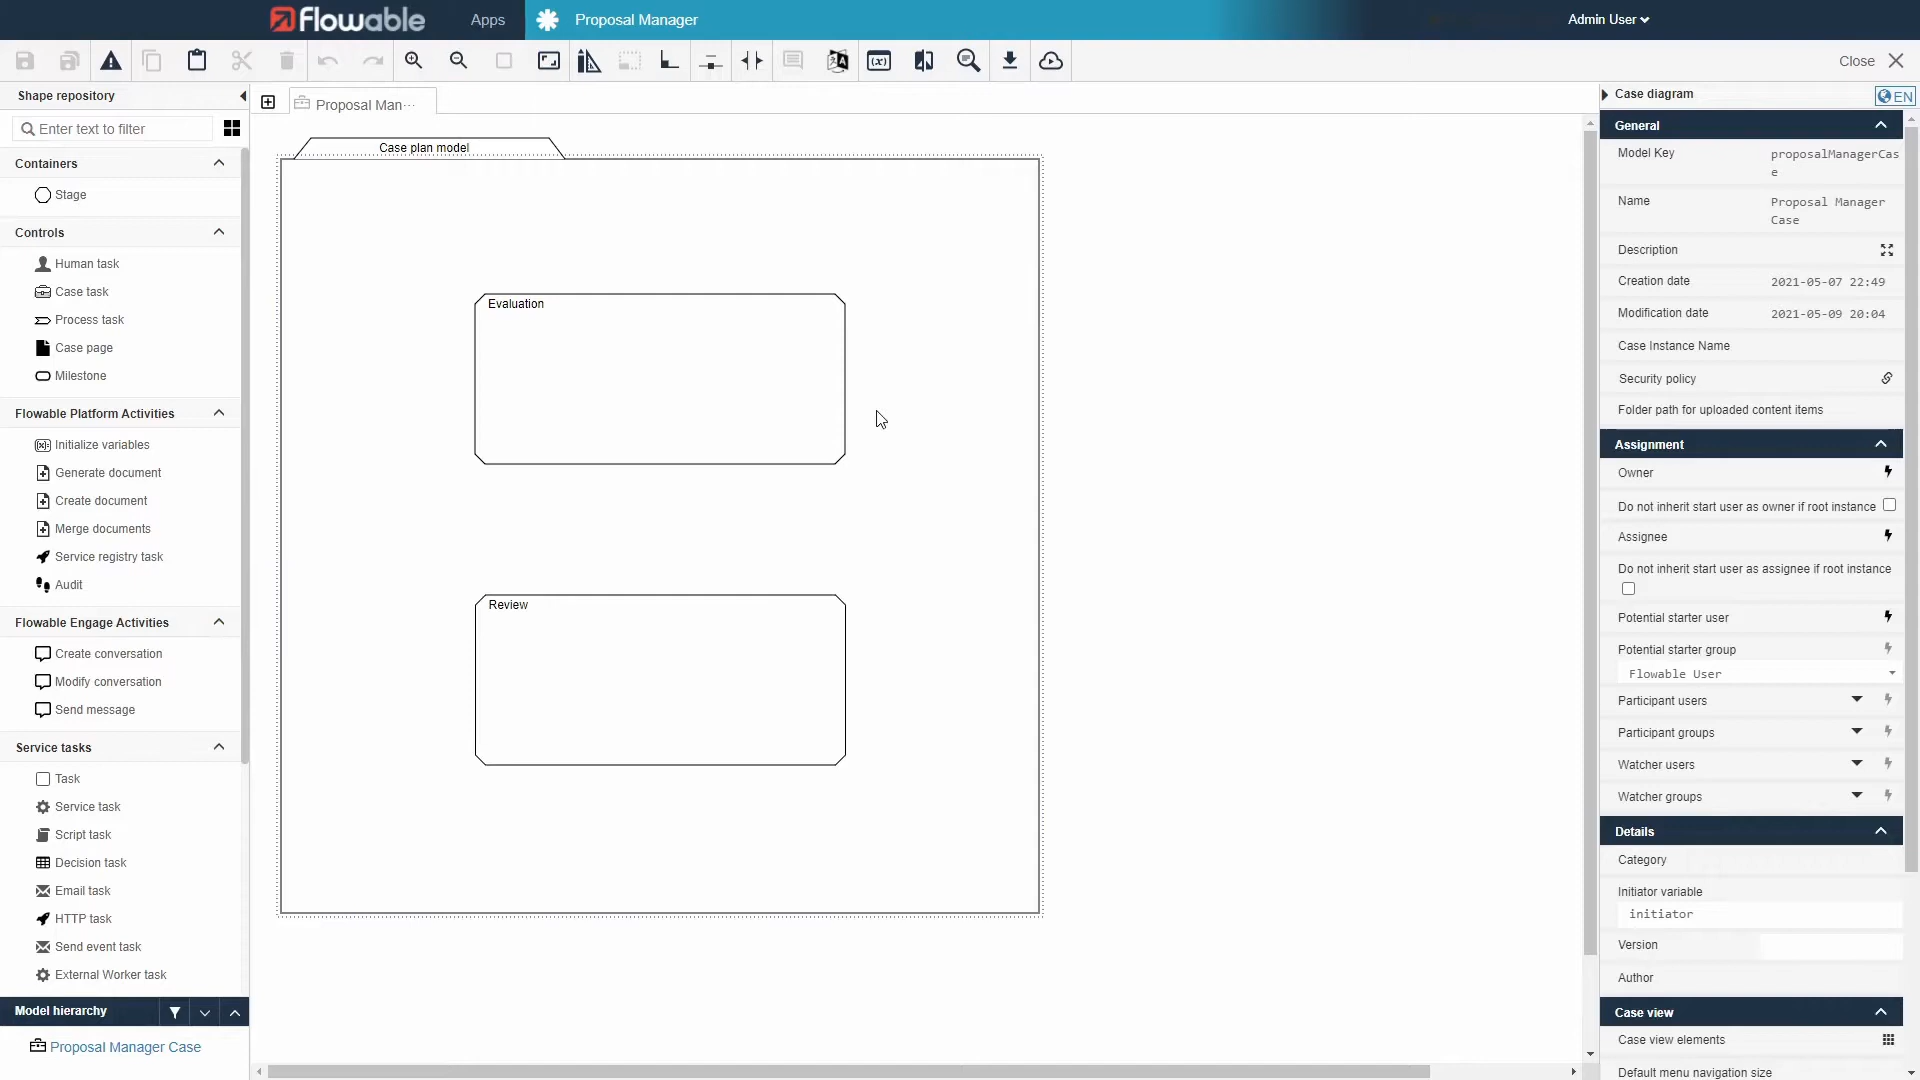 Flowable
Apps
Proposal Manager
Admin User
Close
Shape repository
Enter text to filter
Containers
Stage
Controls
Human task
Case task
Process task
Case page
Milestone
Flowable Platform Activities
Initialize variables
Generate document
Create document
Merge documents
Service registry task
Audit
Flowable Engage Activities
Create conversation
Modify conversation
Send message
Service tasks
Task
Service task
Script task
Decision task
Email task
HTTP task
Send event task
External Worker task
Model hierarchy
Proposal Manager Case
Proposal Man···
Case plan model
Evaluation
Review
Case diagram
EN
General
Model Key
proposalManagerCas
e
Name
Proposal Manager
Case
Description
Creation date
2021-05-07 22:49
Modification date
2021-05-09 20:04
Case Instance Name
Security policy
Folder path for uploaded content items
Assignment
Owner
Do not inherit start user as owner if root instance
Assignee
Do not inherit start user as assignee if root instance
Potential starter user
Potential starter group
Flowable User
Participant users
Participant groups
Watcher users
Watcher groups
Details
Category
Initiator variable
initiator
Version
Author
Case view
Case view elements
Default menu navigation size